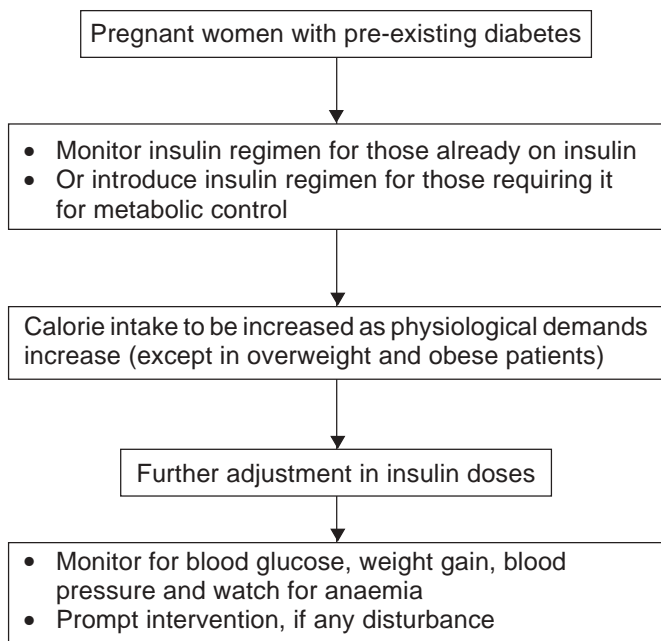 Pregnant women with pre-existing diabetes
• Monitor insulin regimen for those already on insulin
• Or introduce insulin regimen for those requiring it
for metabolic control
Calorie intake to be increased as physiological demands
increase (except in overweight and obese patients)
Further adjustment in insulin doses
• Monitor for blood glucose, weight gain, blood
pressure and watch for anaemia
• Prompt intervention, if any disturbance